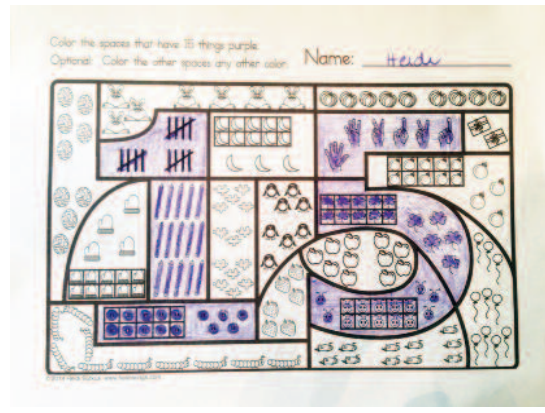 Color the spaces that have 15 things purple.
Optional: Color the other spaces any other color.
Name: Heidi